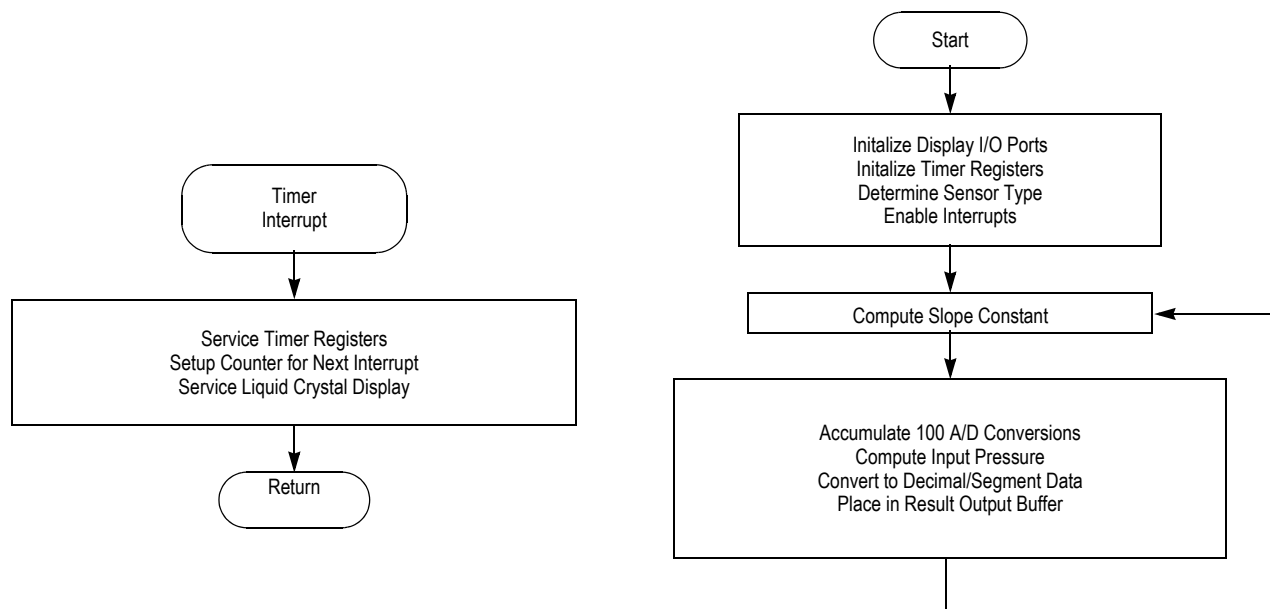 Timer
Interrupt
Service Timer Registers
Setup Counter for Next Interrupt
Service Liquid Crystal Display
Return
Start
Initalize Display I/O Ports
Initalize Timer Registers
Determine Sensor Type
Enable Interrupts
Compute Slope Constant
Accumulate 100 A/D Conversions
Compute Input Pressure
Convert to Decimal/Segment Data
Place in Result Output Buffer